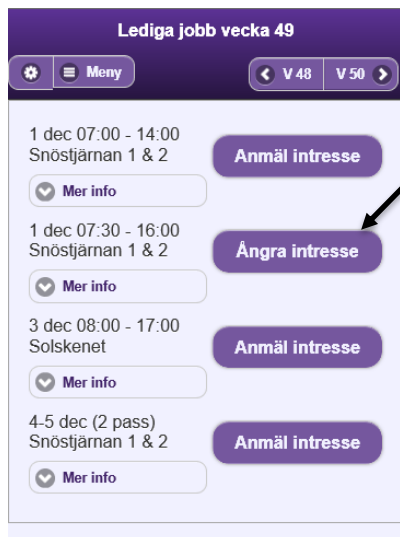 Lediga jobb vecka 49
Meny
V 48
V 50
1 dec 07:00 - 14:00
Snöstjärnan 1 & 2
Anmäl intresse
Mer info
1 dec 07:30 - 16:00
Snöstjärnan 1 & 2
Ångra intresse
Mer info
3 dec 08:00 - 17:00
Solskenet
Anmäl intresse
Mer info
4-5 dec (2 pass)
Snöstjärnan 1 & 2
Anmäl intresse
Mer info